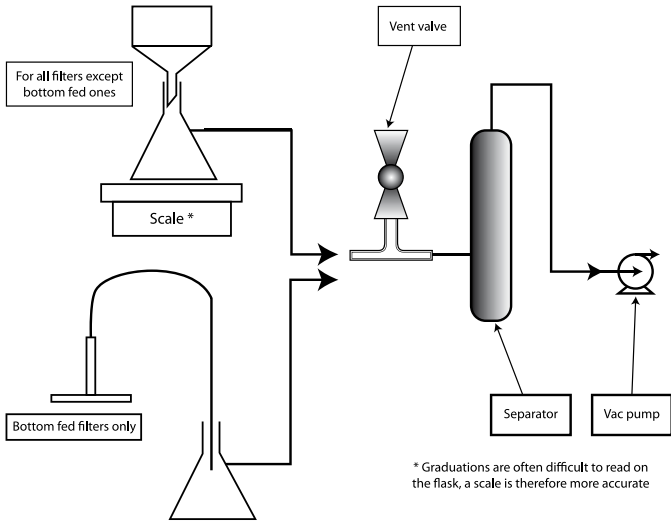 Vent valve
For all filters except
bottom fed ones
Scale *
Bottom fed filters only
Separator
Vac pump
* Graduations are often difficult to read on
the flask, a scale is therefore more accurate